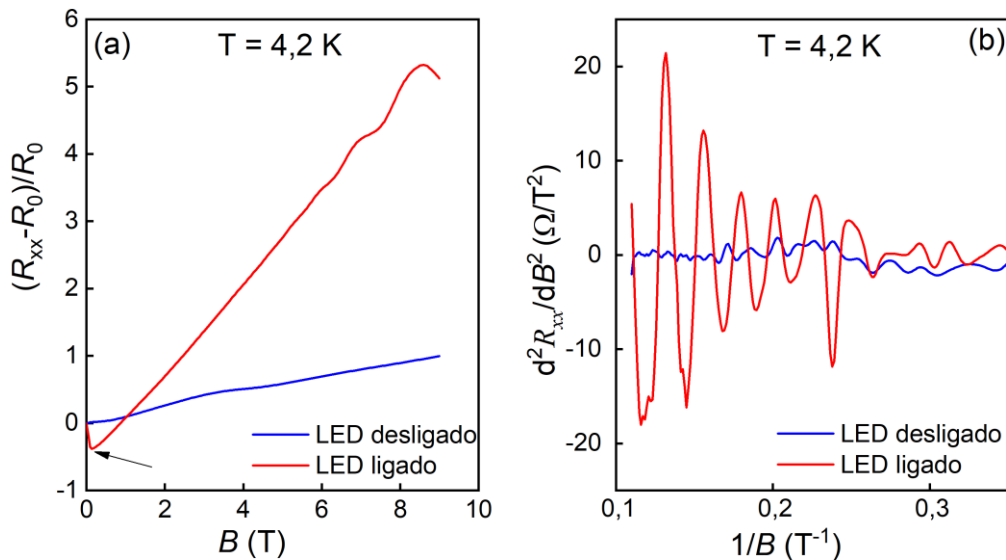 (a)
T = 4,2 K
(R_xx-R_0)/R_0
6
5
4
3
2
1
0
-1
0
2
4
6
8
10
B (T)
LED desligado
LED ligado
(b)
T = 4,2 K
d²R_xx/dB² (Ω/T²)
20
10
0
-10
-20
0,1
0,2
0,3
1/B (T⁻¹)
LED desligado
LED ligado